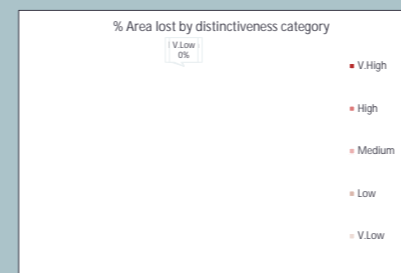 % Area lost by distinctiveness category
V.Low
0%
V.High
High
Medium
Low
V.Low